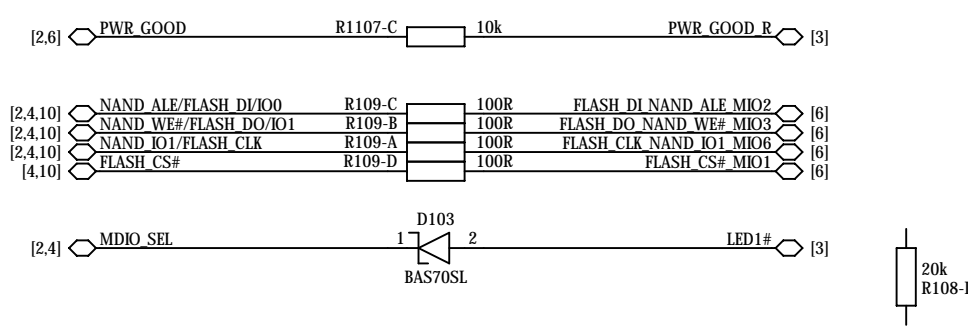 [2,6] PWR_GOOD R1107-C 10k PWR_GOOD_R [3]
[2,4,10] NAND_ALE/FLASH_DI/IO0 R109-C 100R FLASH_DI_NAND_ALE_MIO2 [6]
[2,4,10] NAND_WE#/FLASH_DO/IO1 R109-B 100R FLASH_DO_NAND_WE#_MIO3 [6]
[2,4,10] NAND_IO1/FLASH_CLK R109-A 100R FLASH_CLK_NAND_IO1_MIO6 [6]
[4,10] FLASH_CS# R109-D 100R FLASH_CS#_MIO1 [6]
D103
[2,4] MDIO_SEL 1 2 LED1# [3]
BAS70SL
20k